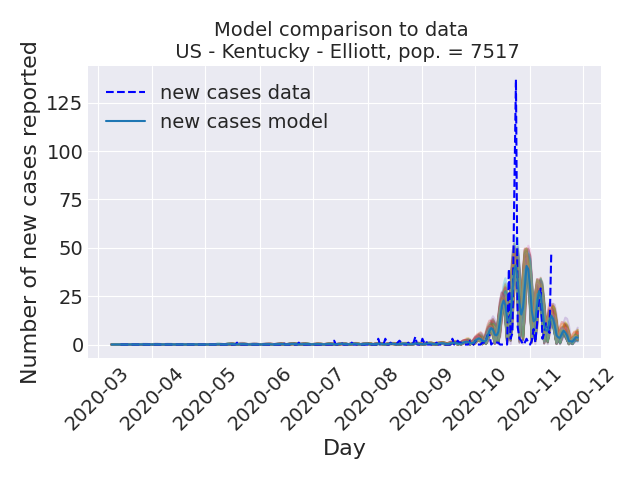 Model comparison to data
US - Kentucky - Elliott, pop. = 7517
new cases data
new cases model
Number of new cases reported
125
100
75
50
25
0
2020-03
2020-04
2020-05
2020-06
2020-07
2020-08
2020-09
2020-10
2020-11
2020-12
Day